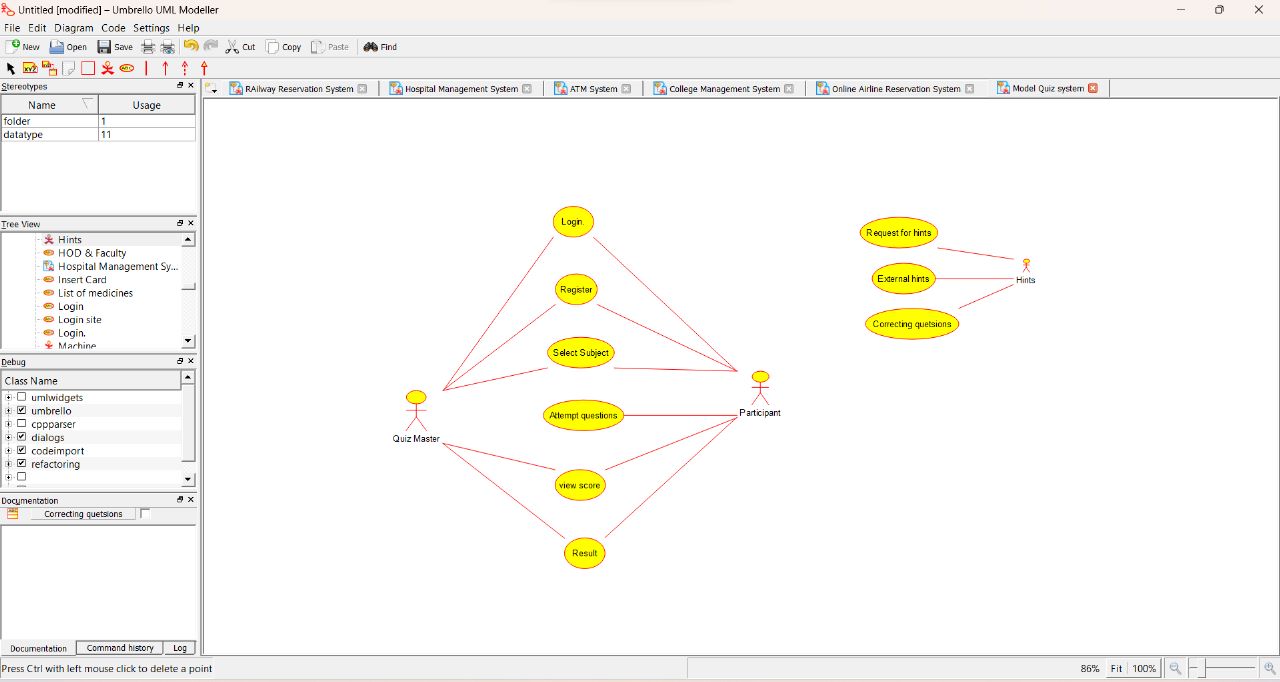 Untitled [modified] – Umbrello UML Modeller
File Edit Diagram Code Settings Help
New Open Save Cut Copy Paste Find
Stereotypes
Name Usage
folder 1
datatype 11
Tree View
Hints
HOD & Faculty
Hospital Management Sy...
Insert Card
List of medicines
Login
Login site
Login.
Machine
Debug
Class Name
umlwidgets
umbrello
cppparser
dialogs
codeimport
refactoring
Documentation
Correcting quetsions
Documentation Command history Log
RAilway Reservation System Hospital Management System ATM System College Management System Online Airline Reservation System Model Quiz system
Login.
Register
Select Subject
Attempt questions
view score
Result
Quiz Master
Participant
Request for hints
External hints
Correcting quetsions
Hints
Press Ctrl with left mouse click to delete a point
86% Fit 100%